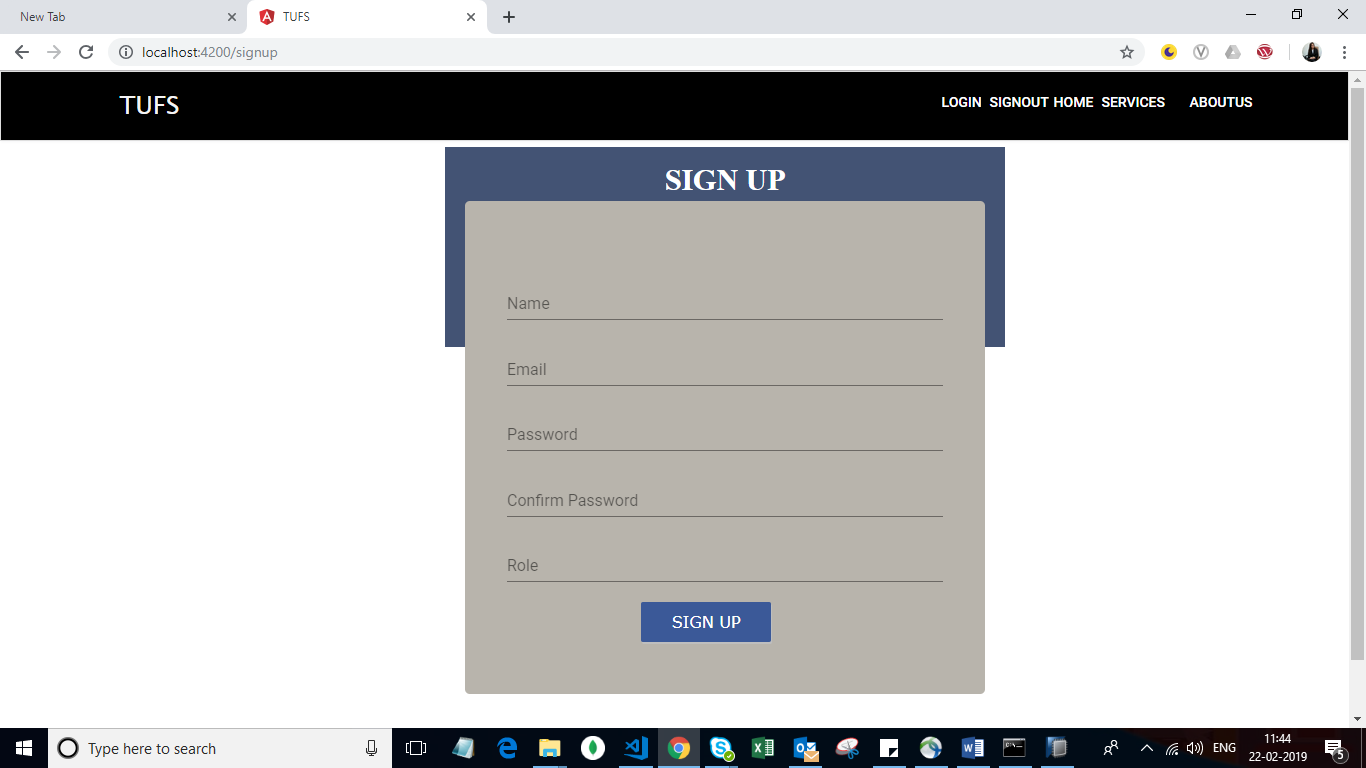 New Tab
TUFS
localhost:4200/signup
TUFS
LOGIN SIGNOUT HOME SERVICES ABOUTUS
SIGN UP
Name
Email
Password
Confirm Password
Role
SIGN UP
Type here to search
ENG
11:44
22-02-2019
5